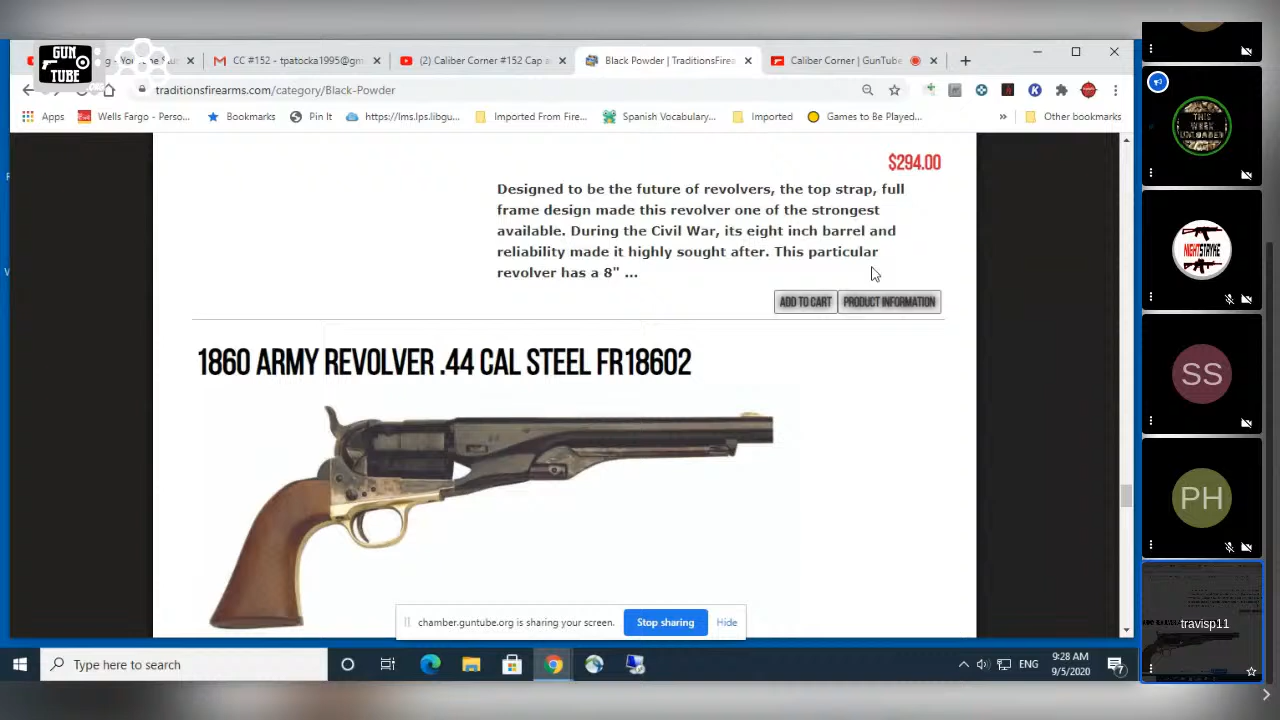 GUN
TUBE
CC #152 - tpatocka1995@gm
(2) Caliber Corner #152 Cap a
Black Powder | TraditionsFirea
Caliber Corner | GunTube
traditionsfirearms.com/category/Black-Powder
Apps
Wells Fargo - Perso...
Bookmarks
Pin It
https://lms.lps.libgu...
Imported From Fire...
Spanish Vocabulary...
Imported
Games to Be Played...
»
Other bookmarks
$294.00
Designed to be the future of revolvers, the top strap, full
frame design made this revolver one of the strongest
available. During the Civil War, its eight inch barrel and
reliability made it highly sought after. This particular
revolver has a 8" ...
ADD TO CART
PRODUCT INFORMATION
1860 ARMY REVOLVER .44 CAL STEEL FR18602
chamber.guntube.org is sharing your screen.
Stop sharing
Hide
Type here to search
ENG
9:28 AM
9/5/2020
7
THIS
WEEK
UNLOADED
NIGHTSTRYKE
SS
PH
travisp11